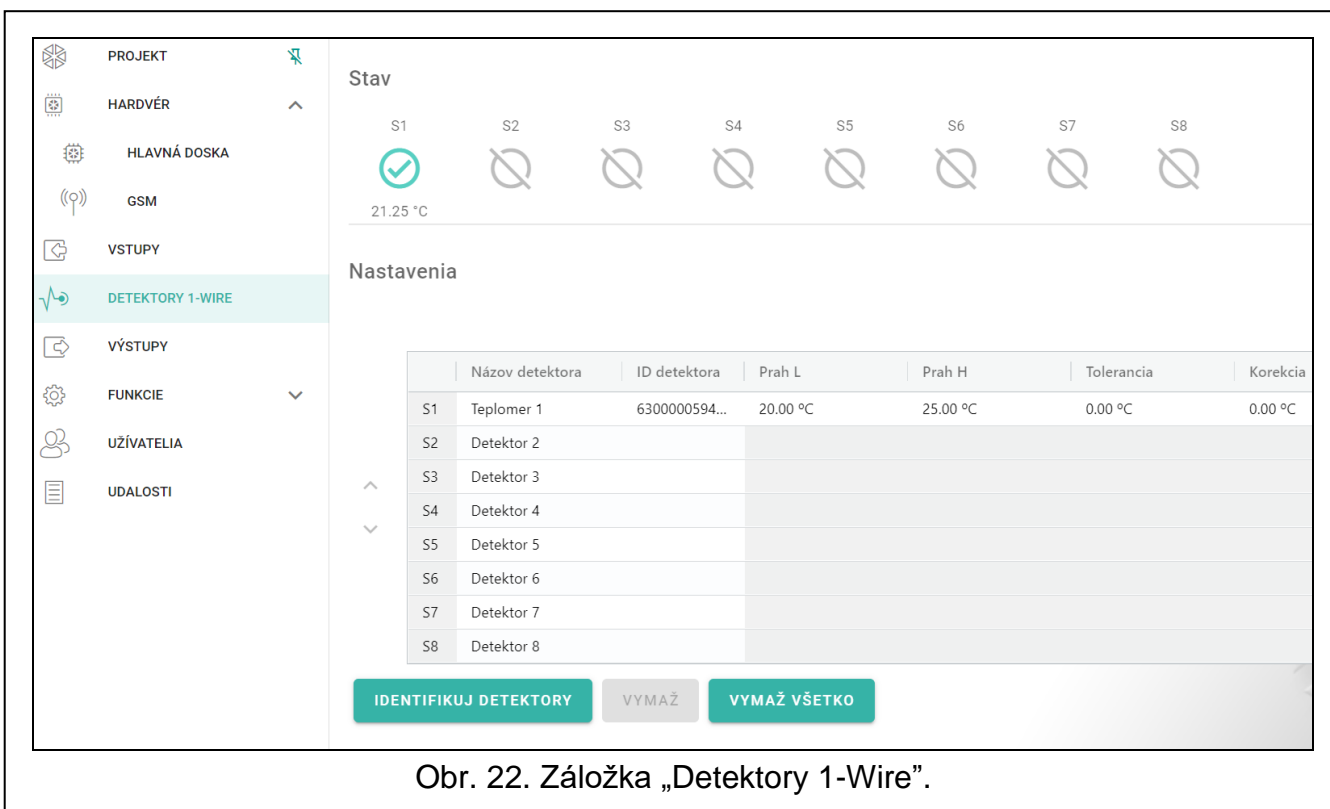 PROJEKT
HARDVÉR
HLAVNÁ DOSKA
GSM
VSTUPY
DETEKTORY 1-WIRE
VÝSTUPY
FUNKCIE
UŽÍVATELIA
UDALOSTI
Stav
S1 S2 S3 S4 S5 S6 S7 S8
21.25 °C
Nastavenia
Názov detektora ID detektora Prah L Prah H Tolerancia Korekcia
S1 Teplomer 1 6300000594... 20.00 ºC 25.00 ºC 0.00 ºC 0.00 ºC
S2 Detektor 2
S3 Detektor 3
S4 Detektor 4
S5 Detektor 5
S6 Detektor 6
S7 Detektor 7
S8 Detektor 8
IDENTIFIKUJ DETEKTORY VYMAŽ VYMAŽ VŠETKO
Obr. 22. Záložka „Detektory 1-Wire”.